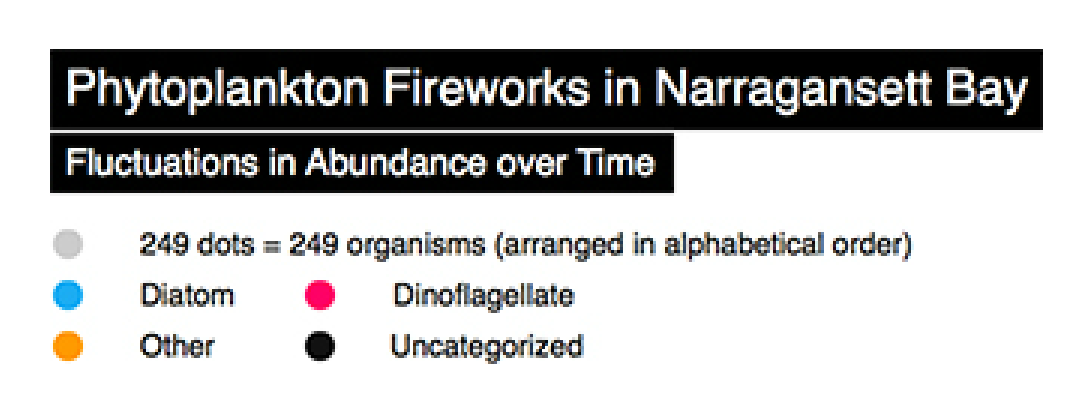 Phytoplankton Fireworks in Narragansett Bay
Fluctuations in Abundance over Time
249 dots = 249 organisms (arranged in alphabetical order)
Diatom Dinoflagellate
Other Uncategorized